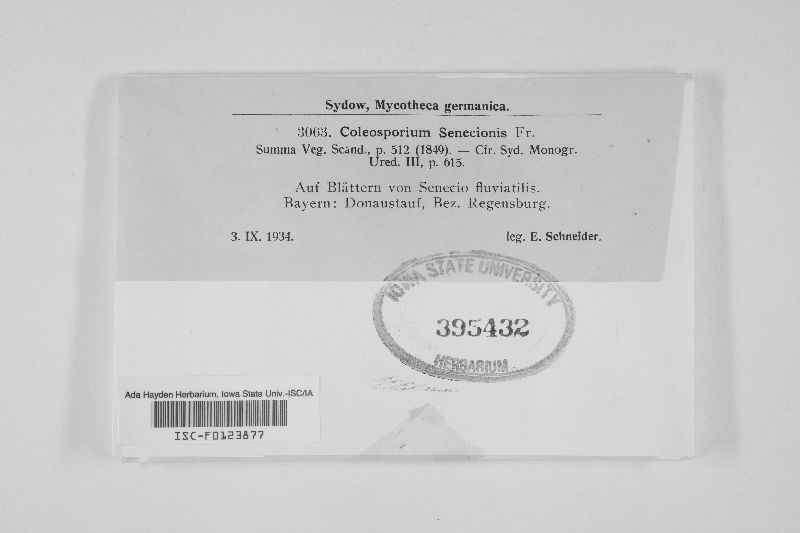 Sydow, Mycotheca germanica.
3063. Coleosporium Senecionis Fr.
Summa Veg. Scand., p. 512 (1849). — Cfr. Syd. Monogr.
Ured. III, p. 615.
Auf Blättern von Senecio fluviatilis.
Bayern: Donaustauf, Bez. Regensburg.
3. IX. 1934. leg. E. Schneider.
IOWA STATE UNIVERSITY
395432
HERBARIUM
Ada Hayden Herbarium, Iowa State Univ.-ISC/IA
ISC-F0123877